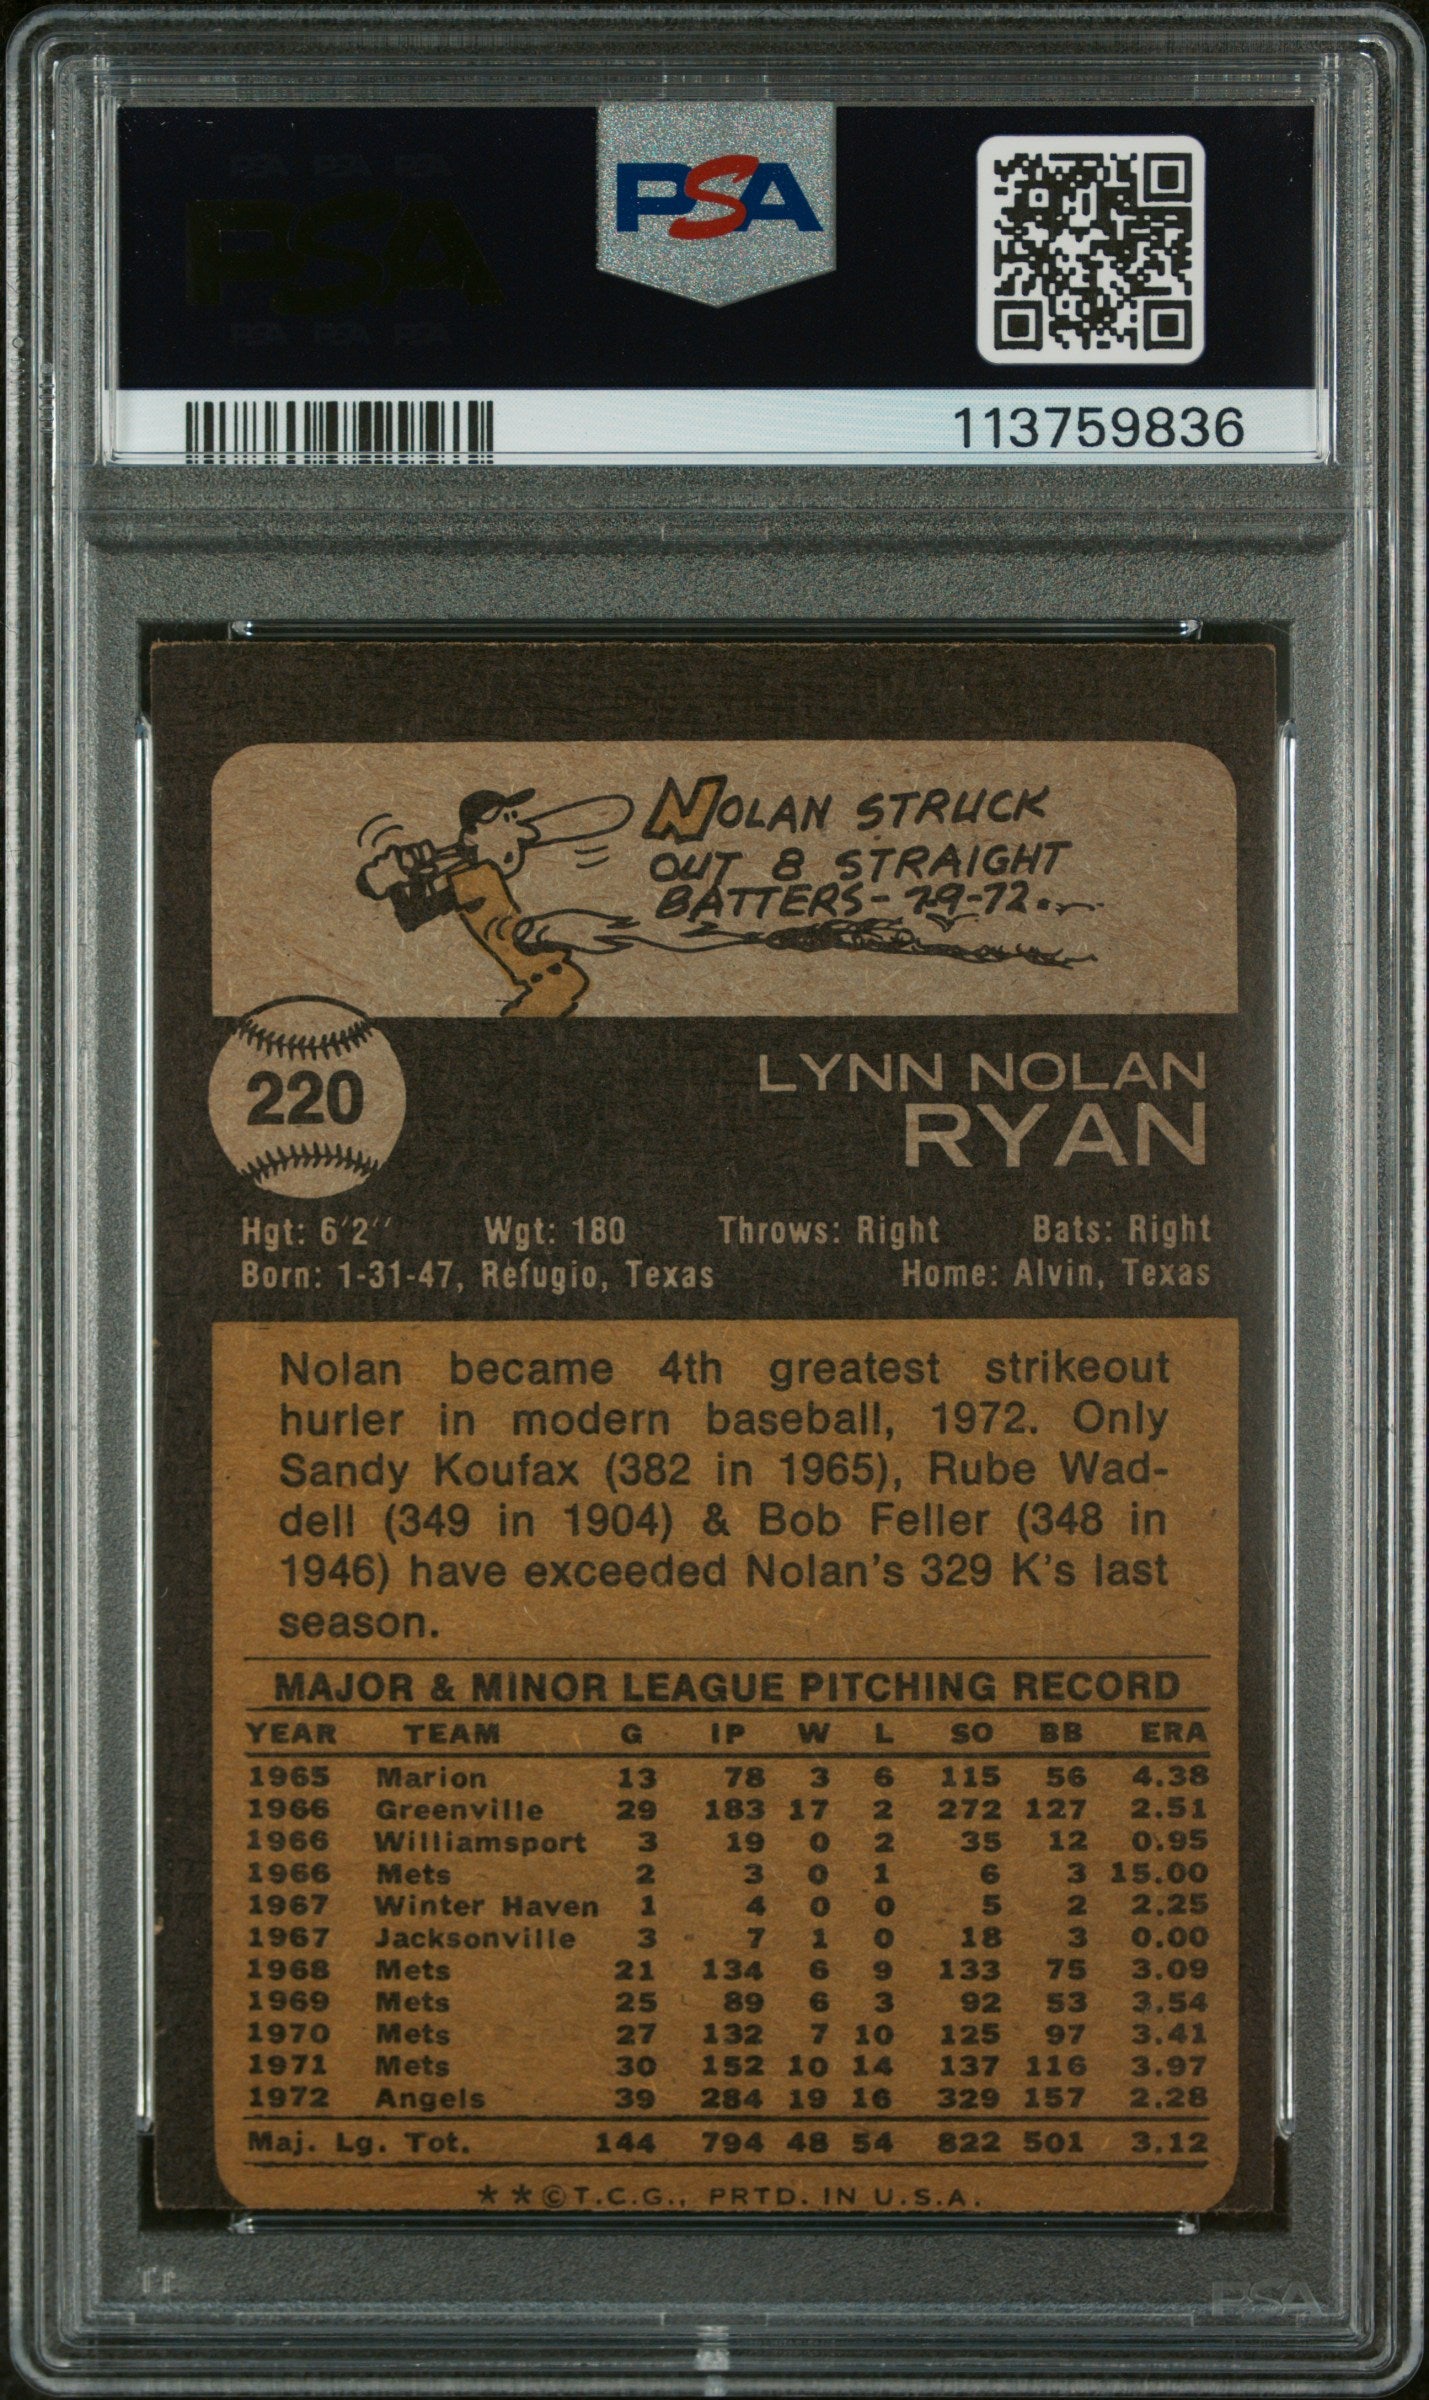 PSA PSA PSA
PSA
PSA PSA PSA
PSA
113759836
NOLAN STRUCK
OUT 8 STRAIGHT
BATTERS - 7-9-72.
220
LYNN NOLAN
RYAN
Hgt: 6'2'' Wgt: 180 Throws: Right Bats: Right
Born: 1-31-47, Refugio, Texas Home: Alvin, Texas
Nolan became 4th greatest strikeout
hurler in modern baseball, 1972. Only
Sandy Koufax (382 in 1965), Rube Wad-
dell (349 in 1904) & Bob Feller (348 in
1946) have exceeded Nolan's 329 K's last
season.
MAJOR & MINOR LEAGUE PITCHING RECORD
YEAR TEAM G IP W L SO BB ERA
1965 Marion 13 78 3 6 115 56 4.38
1966 Greenville 29 183 17 2 272 127 2.51
1966 Williamsport 3 19 0 2 35 12 0.95
1966 Mets 2 3 0 1 6 3 15.00
1967 Winter Haven 1 4 0 0 5 2 2.25
1967 Jacksonville 3 7 1 0 18 3 0.00
1968 Mets 21 134 6 9 133 75 3.09
1969 Mets 25 89 6 3 92 53 3.54
1970 Mets 27 132 7 10 125 97 3.41
1971 Mets 30 152 10 14 137 116 3.97
1972 Angels 39 284 19 16 329 157 2.28
Maj. Lg. Tot. 144 794 48 54 822 501 3.12
**©T.C.G., PRTD. IN U.S.A.
PSA